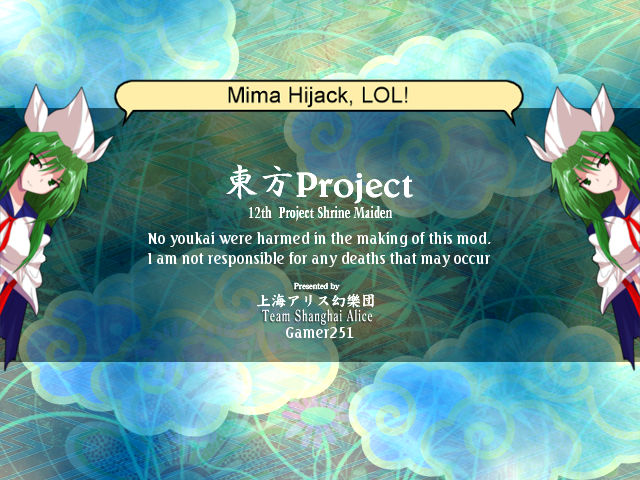 Mima Hijack, LOL!
東方Project
12th Project Shrine Maiden
No youkai were harmed in the making of this mod.
I am not responsible for any deaths that may occur
Presented by
上海アリス幻樂団
Team Shanghai Alice
Gamer251